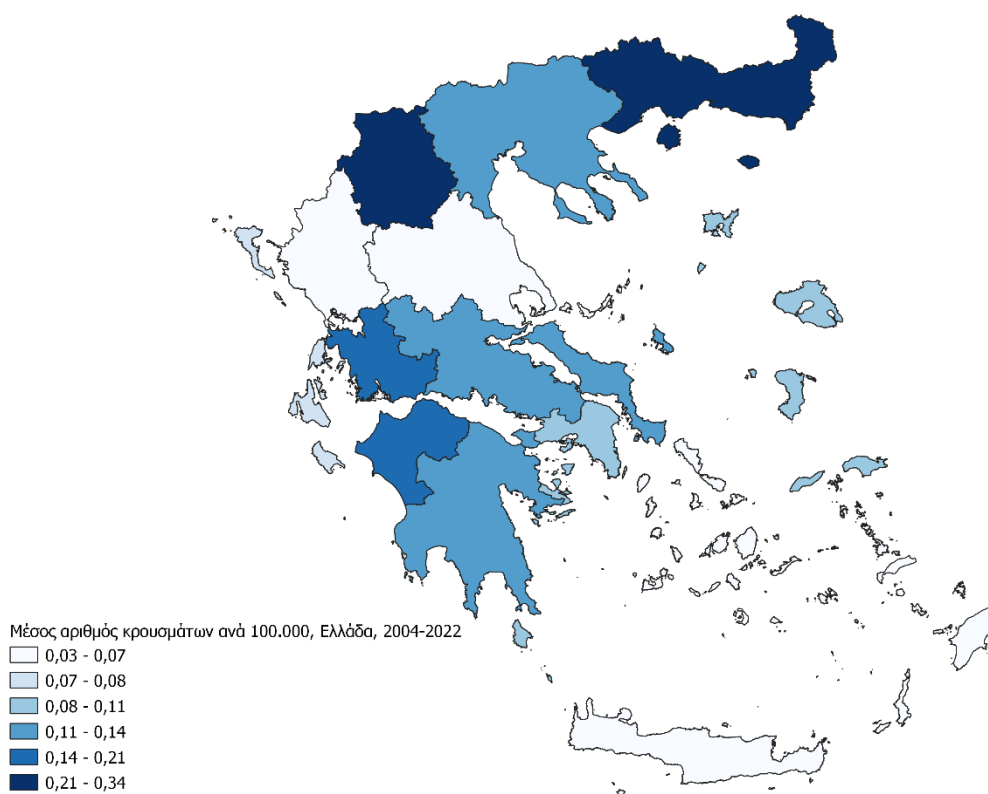 Μέσος αριθμός κρουσμάτων ανά 100.000, Ελλάδα, 2004-2022
0,03 - 0,07
0,07 - 0,08
0,08 - 0,11
0,11 - 0,14
0,14 - 0,21
0,21 - 0,34